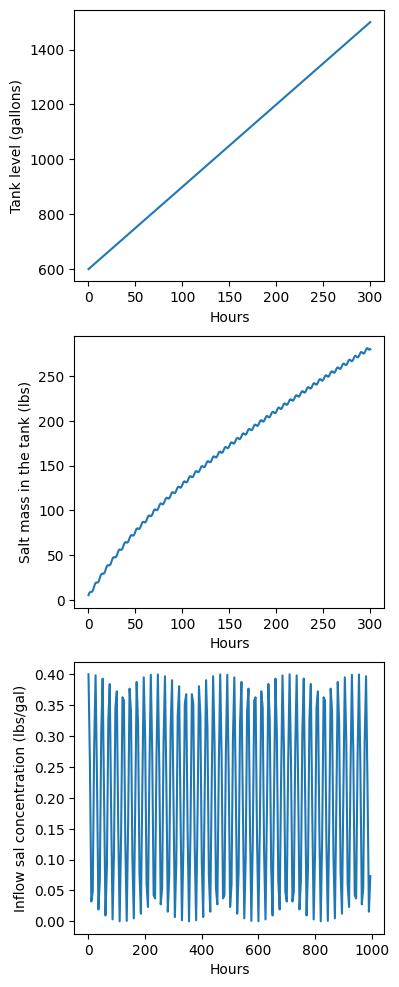 1400
1200
1000
800
600
Tank level (gallons)
0 50 100 150 200 250 300
Hours
250
200
150
100
50
0
Salt mass in the tank (lbs)
0 50 100 150 200 250 300
Hours
0.40
0.35
0.30
0.25
0.20
0.15
0.10
0.05
0.00
Inflow sal concentration (lbs/gal)
0 200 400 600 800 1000
Hours